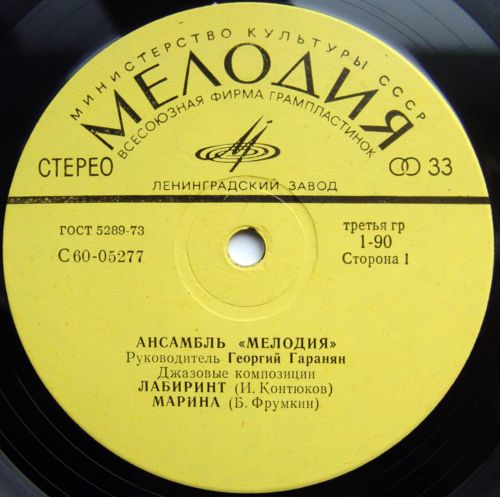 МИНИСТЕРСТВО КУЛЬТУРЫ СССР
МЕЛОДИЯ
ВСЕСОЮЗНАЯ ФИРМА ГРАМПЛАСТИНОК
СТЕРЕО
33
ЛЕНИНГРАДСКИЙ ЗАВОД
ГОСТ 5289-73
С60-05277
третья гр
1-90
Сторона 1
АНСАМБЛЬ «МЕЛОДИЯ»
Руководитель Георгий Гаранян
Джазовые композиции
ЛАБИРИНТ (И. Контюков)
МАРИНА (Б. Фрумкин)